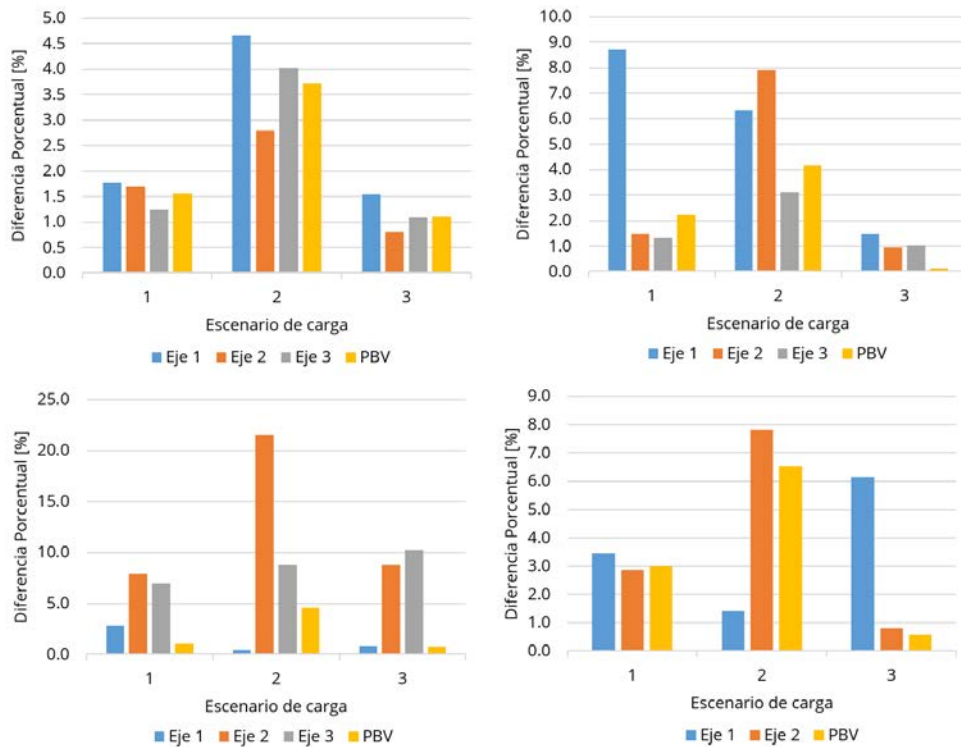 Diferencia Porcentual [%]
5.0
4.5
4.0
3.5
3.0
2.5
2.0
1.5
1.0
0.5
0.0
1 2 3
Escenario de carga
Eje 1 Eje 2 Eje 3 PBV
Diferencia Porcentual [%]
10.0
9.0
8.0
7.0
6.0
5.0
4.0
3.0
2.0
1.0
0.0
1 2 3
Escenario de carga
Eje 1 Eje 2 Eje 3 PBV
Diferencia Porcentual [%]
25.0
20.0
15.0
10.0
5.0
0.0
1 2 3
Escenario de carga
Eje 1 Eje 2 Eje 3 PBV
Diferencia Porcentual [%]
9.0
8.0
7.0
6.0
5.0
4.0
3.0
2.0
1.0
0.0
1 2 3
Escenario de carga
Eje 1 Eje 2 PBV